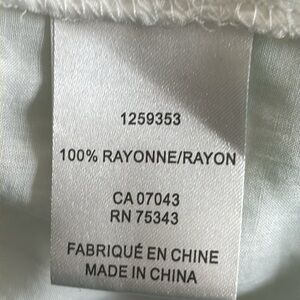 1259353
100% RAYONNE/RAYON
CA 07043
RN 75343
FABRIQUÉ EN CHINE
MADE IN CHINA